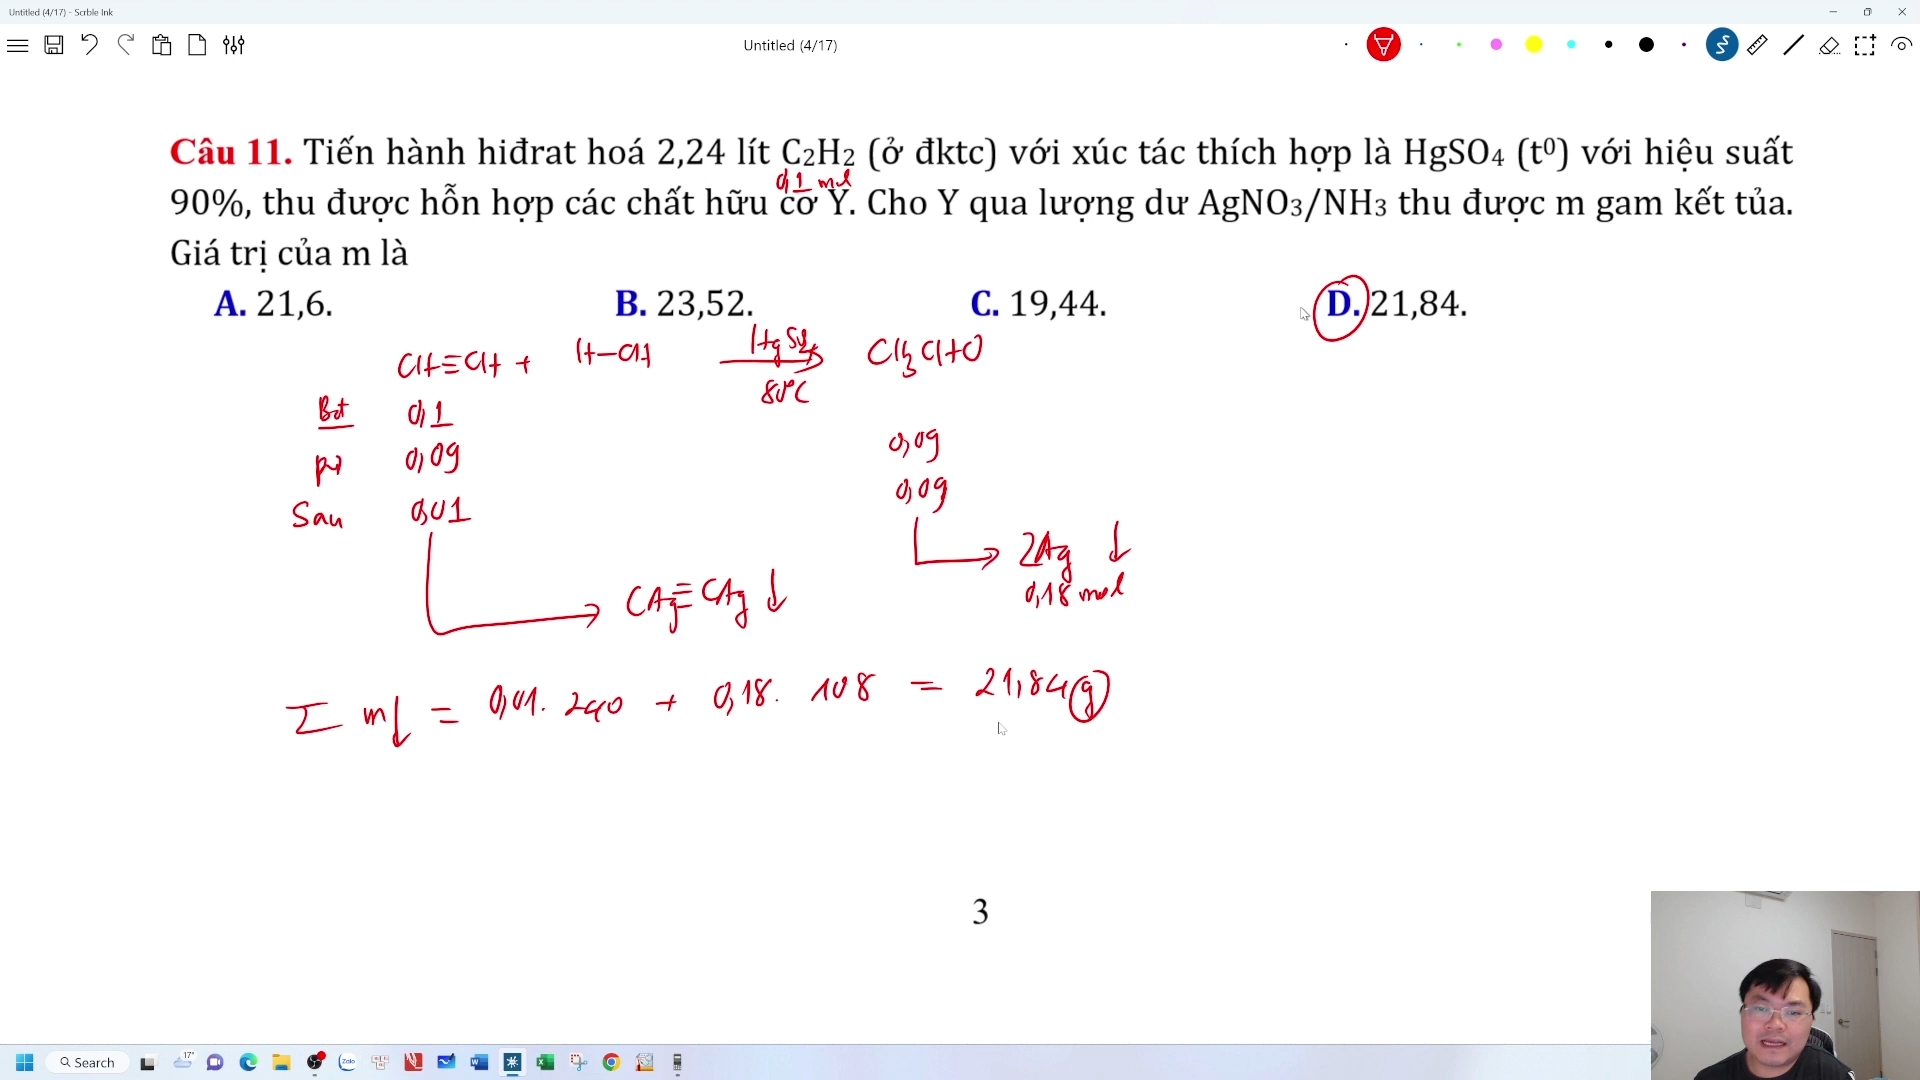 Untitled (4/17) - Scrble Ink
Untitled (4/17)
Câu 11. Tiến hành hiđrat hoá 2,24 lít C2H2 (ở đktc) với xúc tác thích hợp là HgSO4 (t⁰) với hiệu suất
0,1 mol
90%, thu được hỗn hợp các chất hữu cơ Y. Cho Y qua lượng dư AgNO3/NH3 thu được m gam kết tủa.
Giá trị của m là
A. 21,6. B. 23,52. C. 19,44. D. 21,84.
CH≡CH + H-OH HgSO4 80°C CH3CHO
Bđ 0,1
pứ 0,09 0,09
Sau 0,01 0,09
2Ag ↓
0,18 mol
CAg≡CAg ↓
Σ m↓ = 0,01. 240 + 0,18. 108 = 21,84 g
3
17°
Search
Zalo